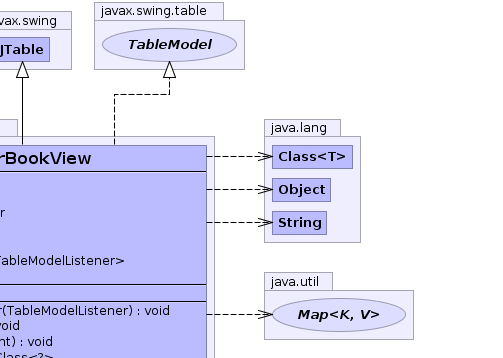 vax.swing
javax.swing.table
JTable
TableModel
java.lang
rBookView
Class<T>
Object
r
String
TableModelListener>
java.util
r(TableModelListener) : void
void
Map<K, V>
nt) : void
Class<?>